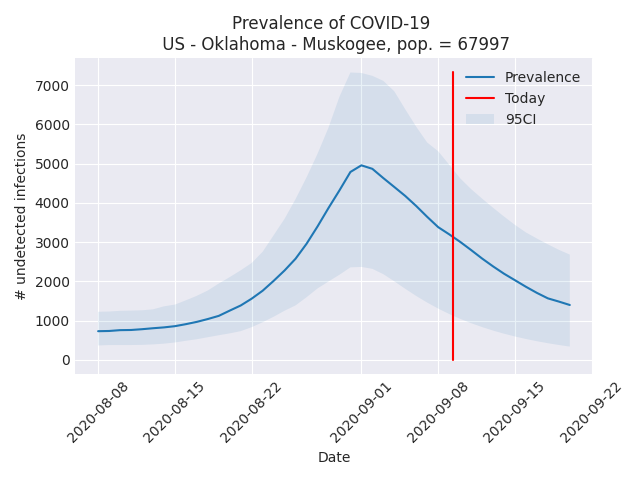 Prevalence of COVID-19
US - Oklahoma - Muskogee, pop. = 67997
# undetected infections
7000
6000
5000
4000
3000
2000
1000
0
Prevalence
Today
95CI
2020-08-08
2020-08-15
2020-08-22
2020-09-01
2020-09-08
2020-09-15
2020-09-22
Date